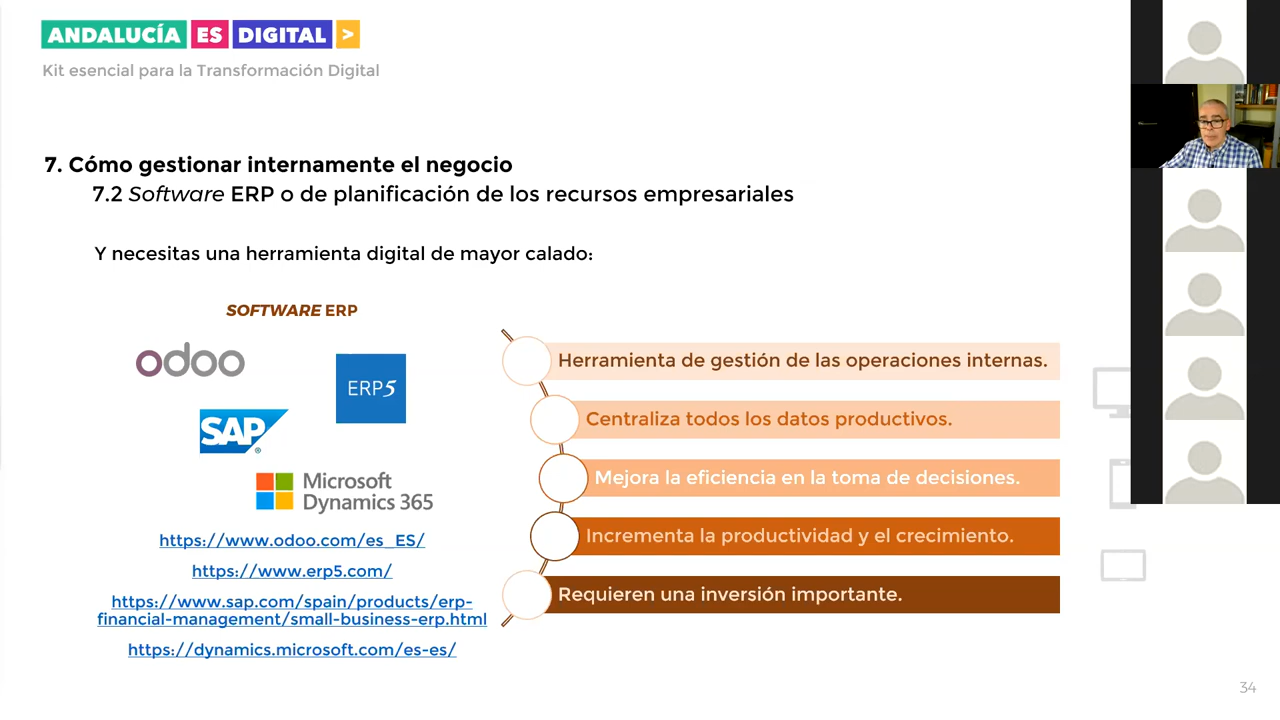 ANDALUCÍA ES DIGITAL >
Kit esencial para la Transformación Digital
7. Cómo gestionar internamente el negocio
7.2 Software ERP o de planificación de los recursos empresariales
Y necesitas una herramienta digital de mayor calado:
SOFTWARE ERP
odoo
ERP5
SAP®
Microsoft
Dynamics 365
https://www.odoo.com/es_ES/
https://www.erp5.com/
https://www.sap.com/spain/products/erp-
financial-management/small-business-erp.html
https://dynamics.microsoft.com/es-es/
Herramienta de gestión de las operaciones internas.
Centraliza todos los datos productivos.
Mejora la eficiencia en la toma de decisiones.
Incrementa la productividad y el crecimiento.
Requieren una inversión importante.
34